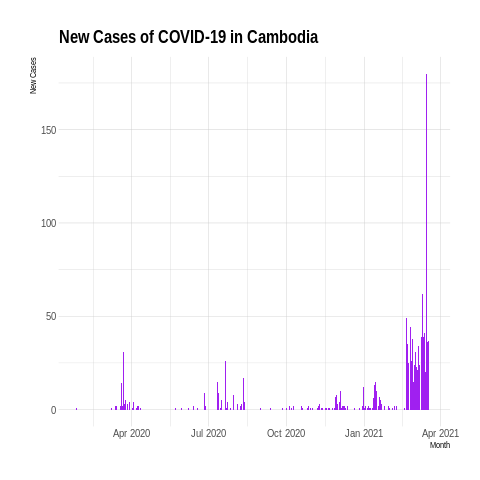 New Cases of COVID-19 in Cambodia
New Cases
150
100
50
0
Apr 2020 Jul 2020 Oct 2020 Jan 2021 Apr 2021
Month